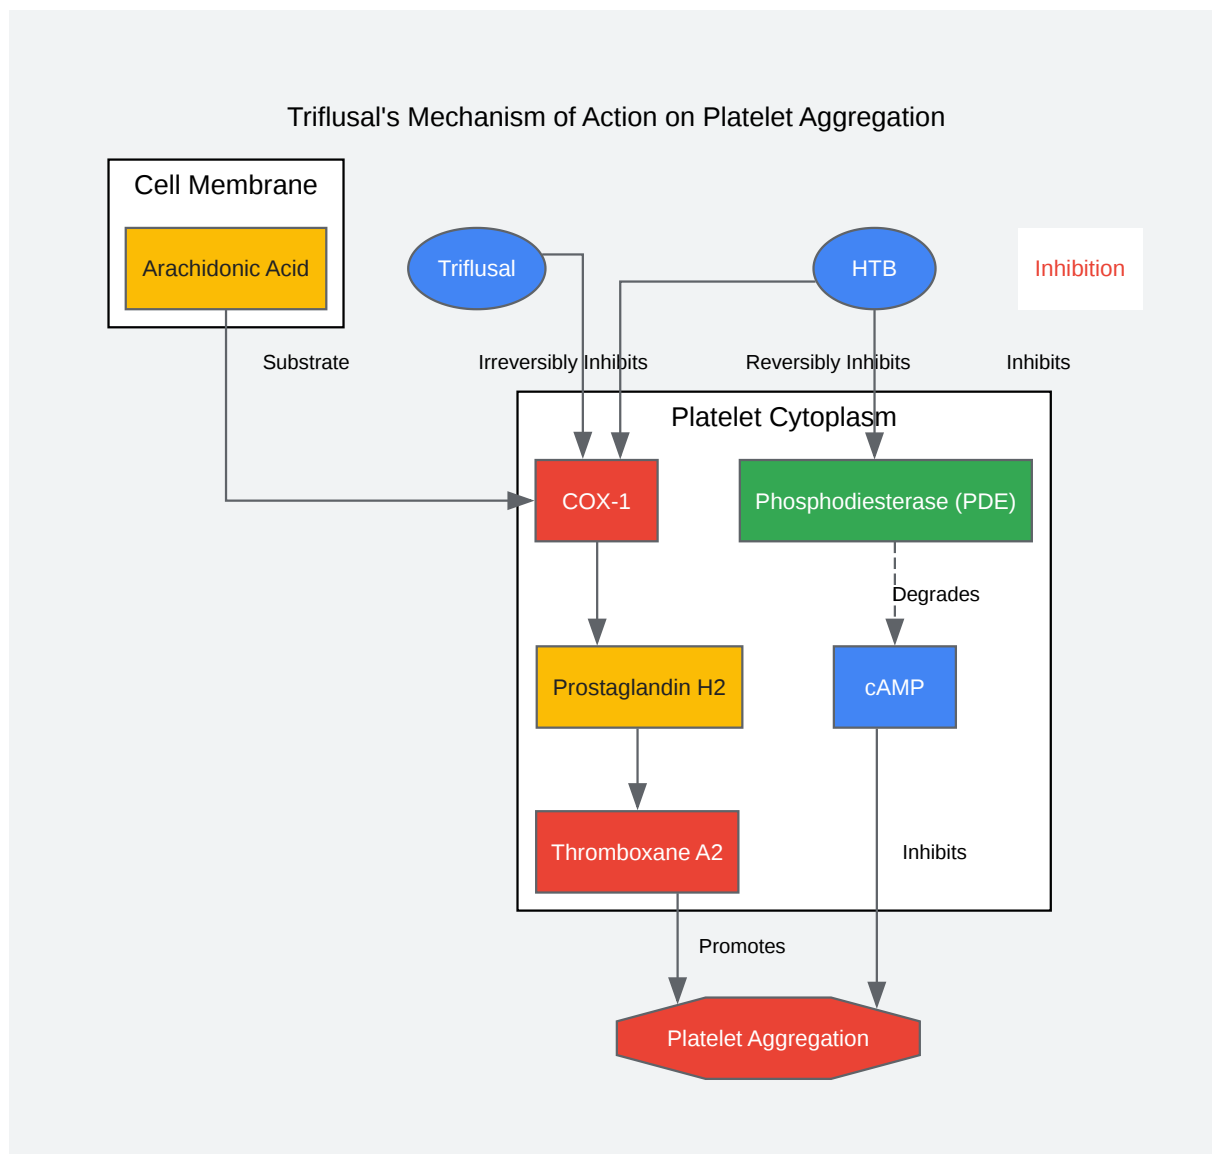 Triflusal's Mechanism of Action on Platelet Aggregation
Cell Membrane
Arachidonic Acid
Triflusal
HTB
Inhibition
Substrate
Irreversibly Inhibits
Reversibly Inhibits
Inhibits
Platelet Cytoplasm
COX-1
Phosphodiesterase (PDE)
Degrades
Prostaglandin H2
cAMP
Thromboxane A2
Inhibits
Promotes
Platelet Aggregation